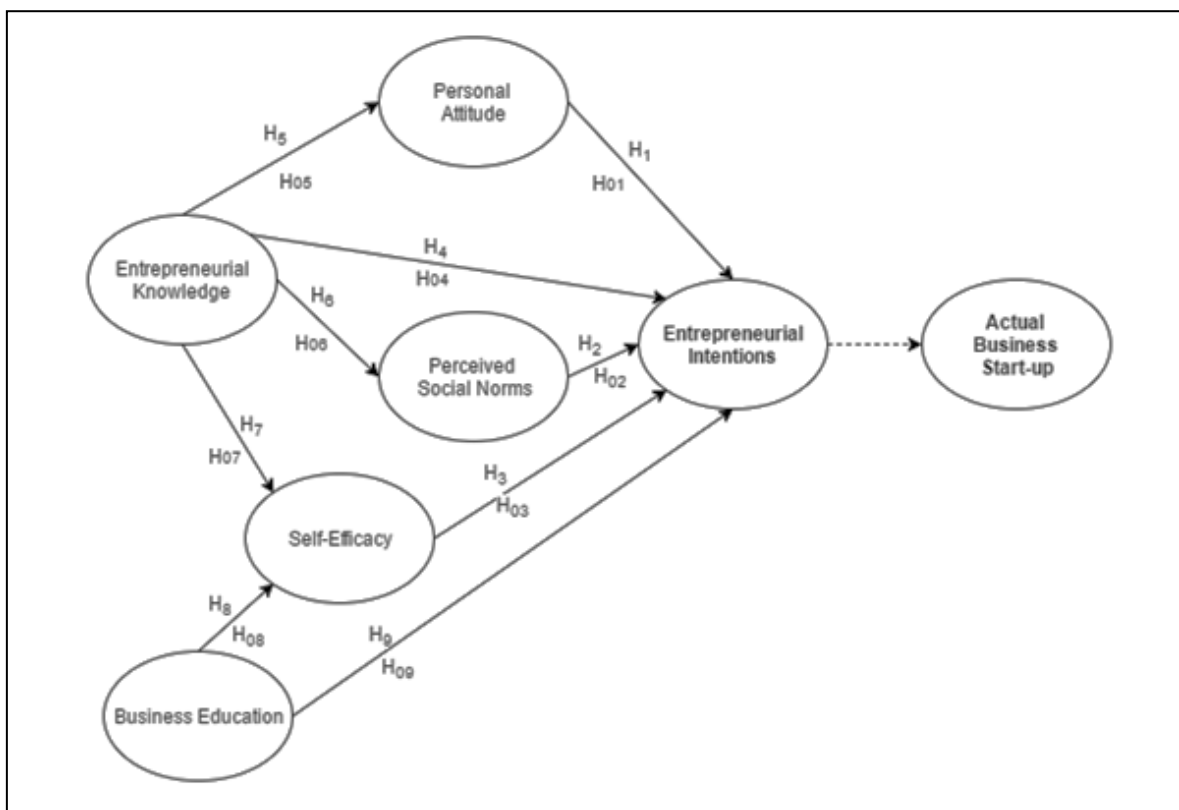 Personal
Attitude
H5
H05
H1
H01
Entrepreneurial
Knowledge
H4
H04
H6
H06
Perceived
Social Norms
H2
H02
Entrepreneurial
Intentions
Actual
Business
Start-up
H7
H07
Self-Efficacy
H3
H03
H8
H08
Business Education
H9
H09